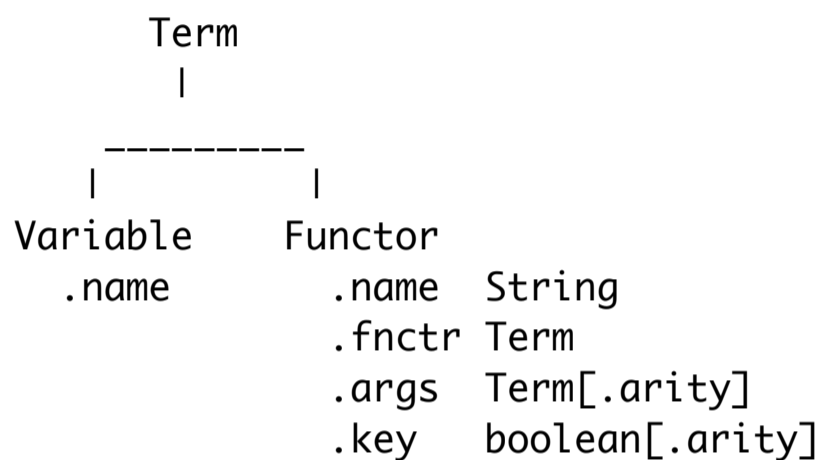 Term
|
_________
| |
Variable Functor
.name .name String
.fnctr Term
.args Term[.arity]
.key boolean[.arity]